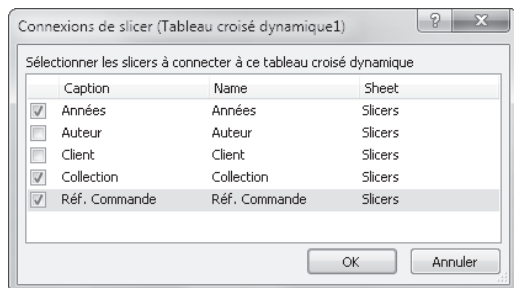 Connexions de slicer (Tableau croisé dynamique1)
Sélectionner les slicers à connecter à ce tableau croisé dynamique
Caption Name Sheet
Années Années Slicers
Auteur Auteur Slicers
Client Client Slicers
Collection Collection Slicers
Réf. Commande Réf. Commande Slicers
OK Annuler